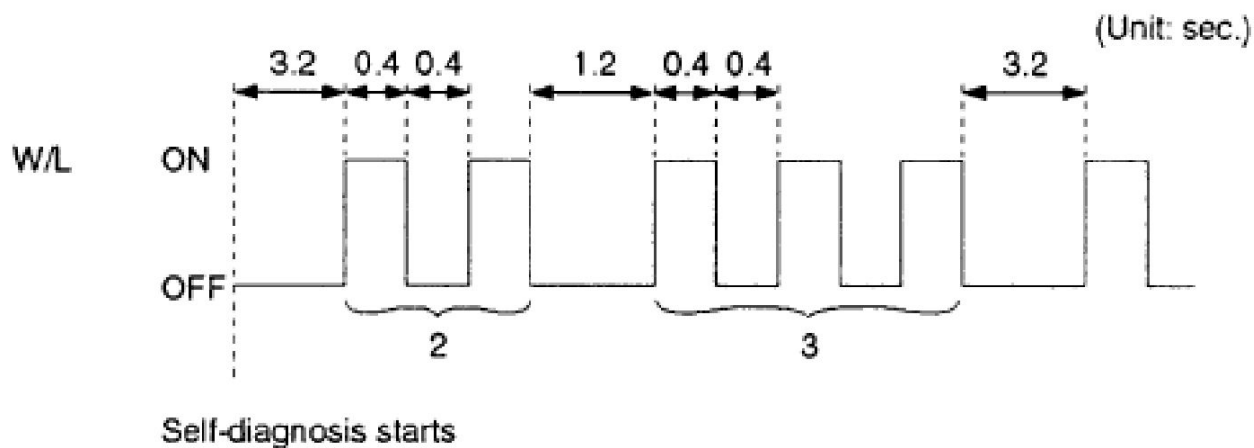 (Unit: sec.)
3.2 0.4 0.4 1.2 0.4 0.4 3.2
W/L ON
OFF
2 3
Self-diagnosis starts